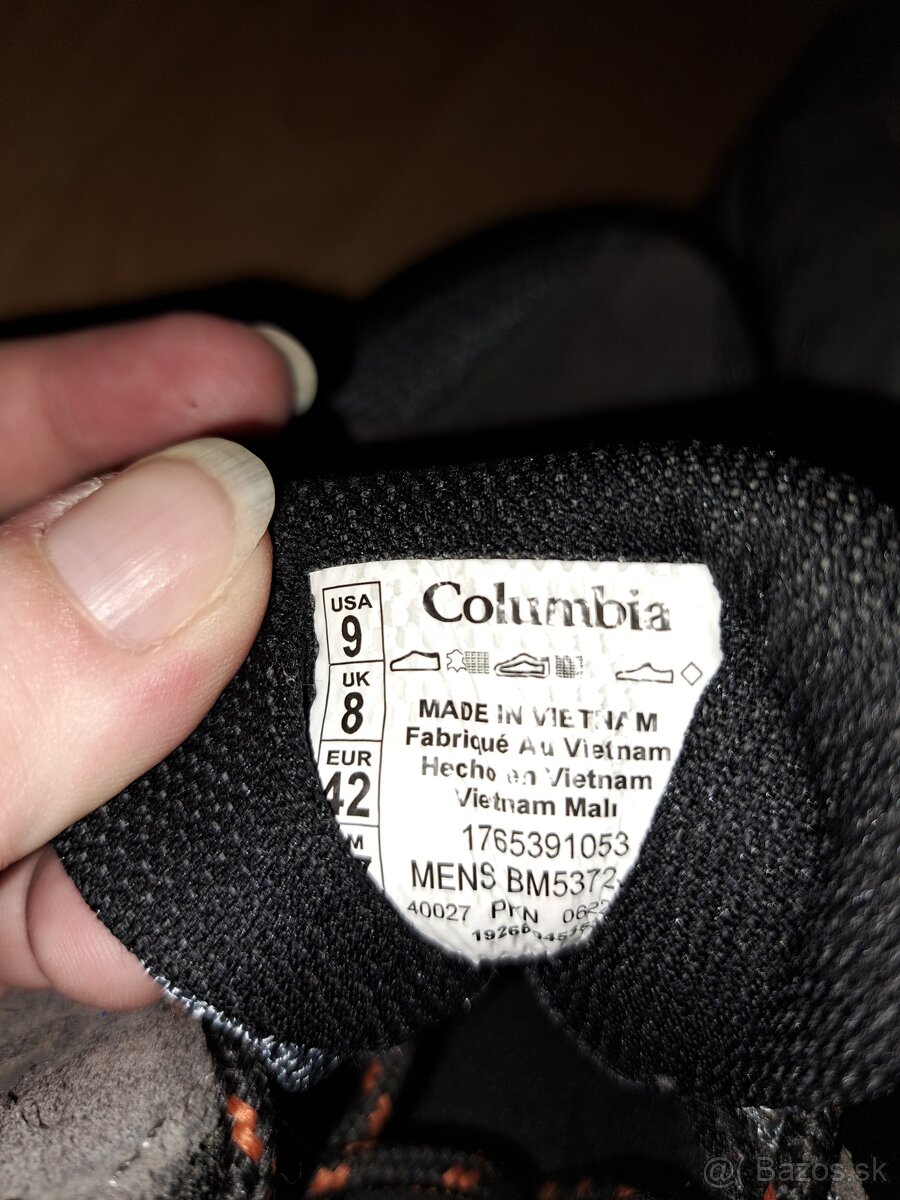 USA
9
UK
8
EUR
42
Columbia
MADE IN VIETNAM
Fabriqué Au Vietnam
Hecho en Vietnam
Vietnam Malı
1765391053
MENS
40027
Bazos.sk